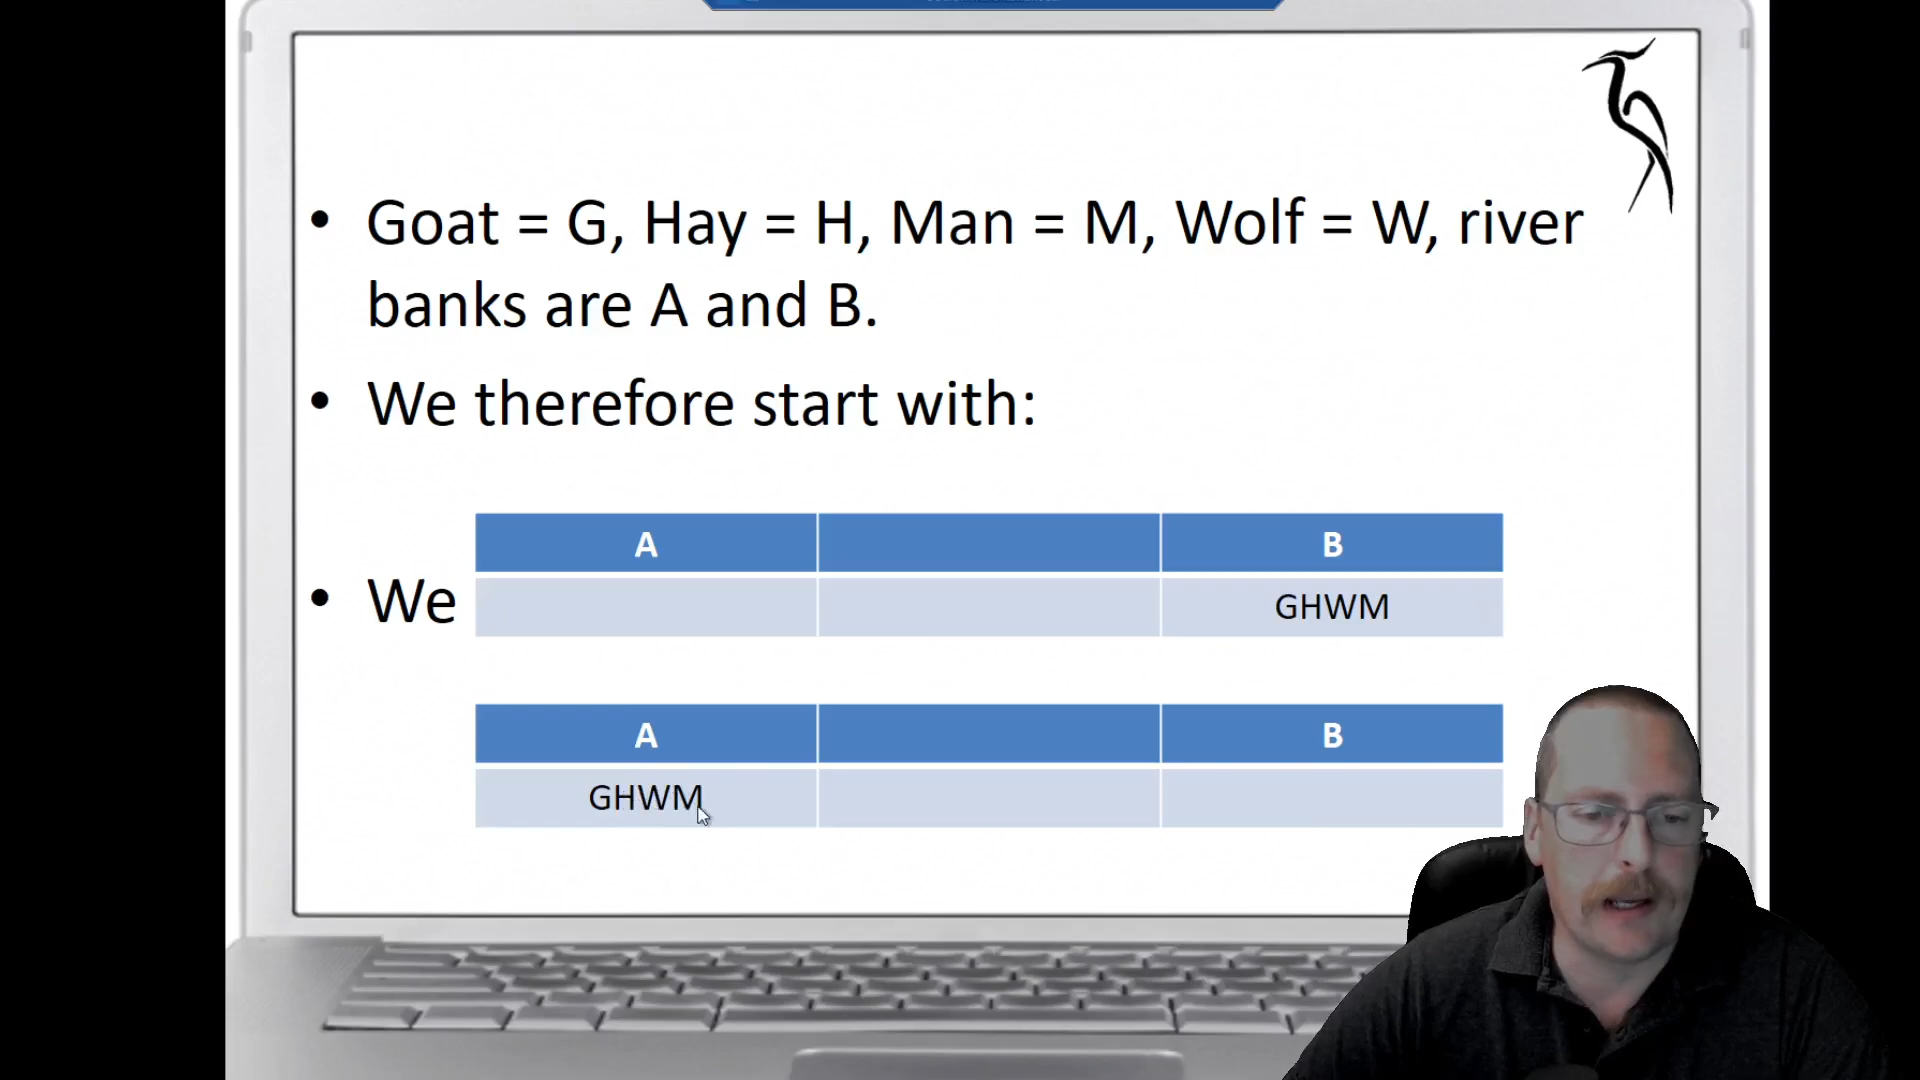 • Goat = G, Hay = H, Man = M, Wolf = W, river
banks are A and B.
• We therefore start with:
A B
• We GHWM
A B
GHWM